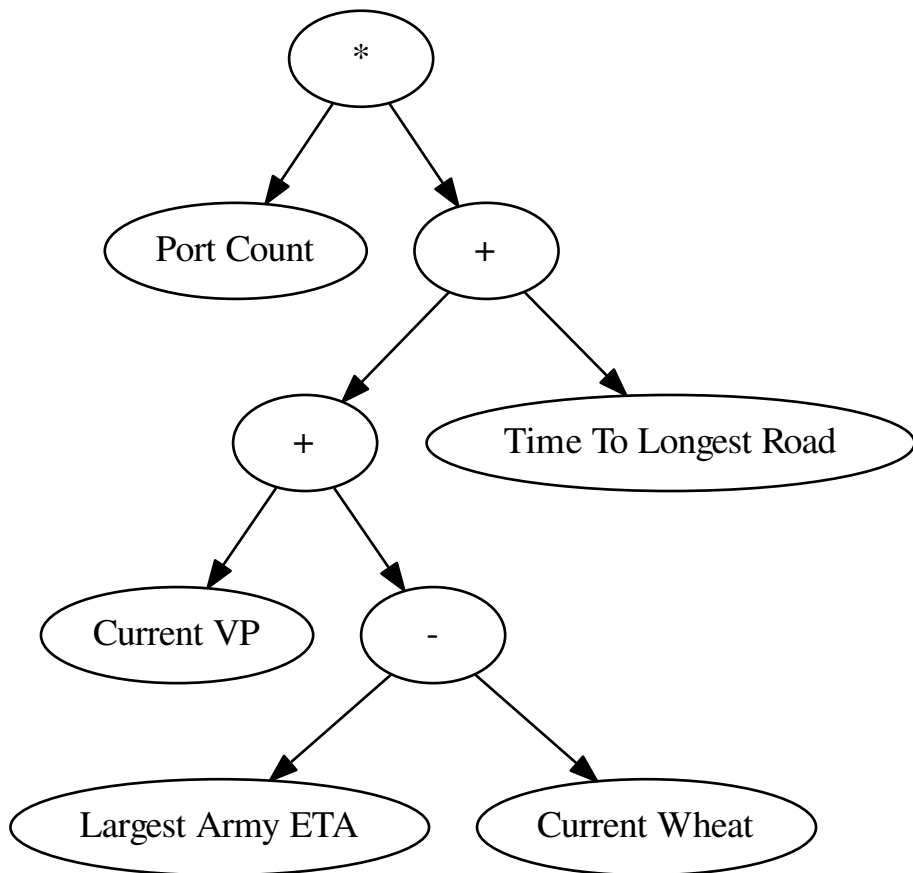 *
Port Count
+
+
Time To Longest Road
Current VP
-
Largest Army ETA
Current Wheat